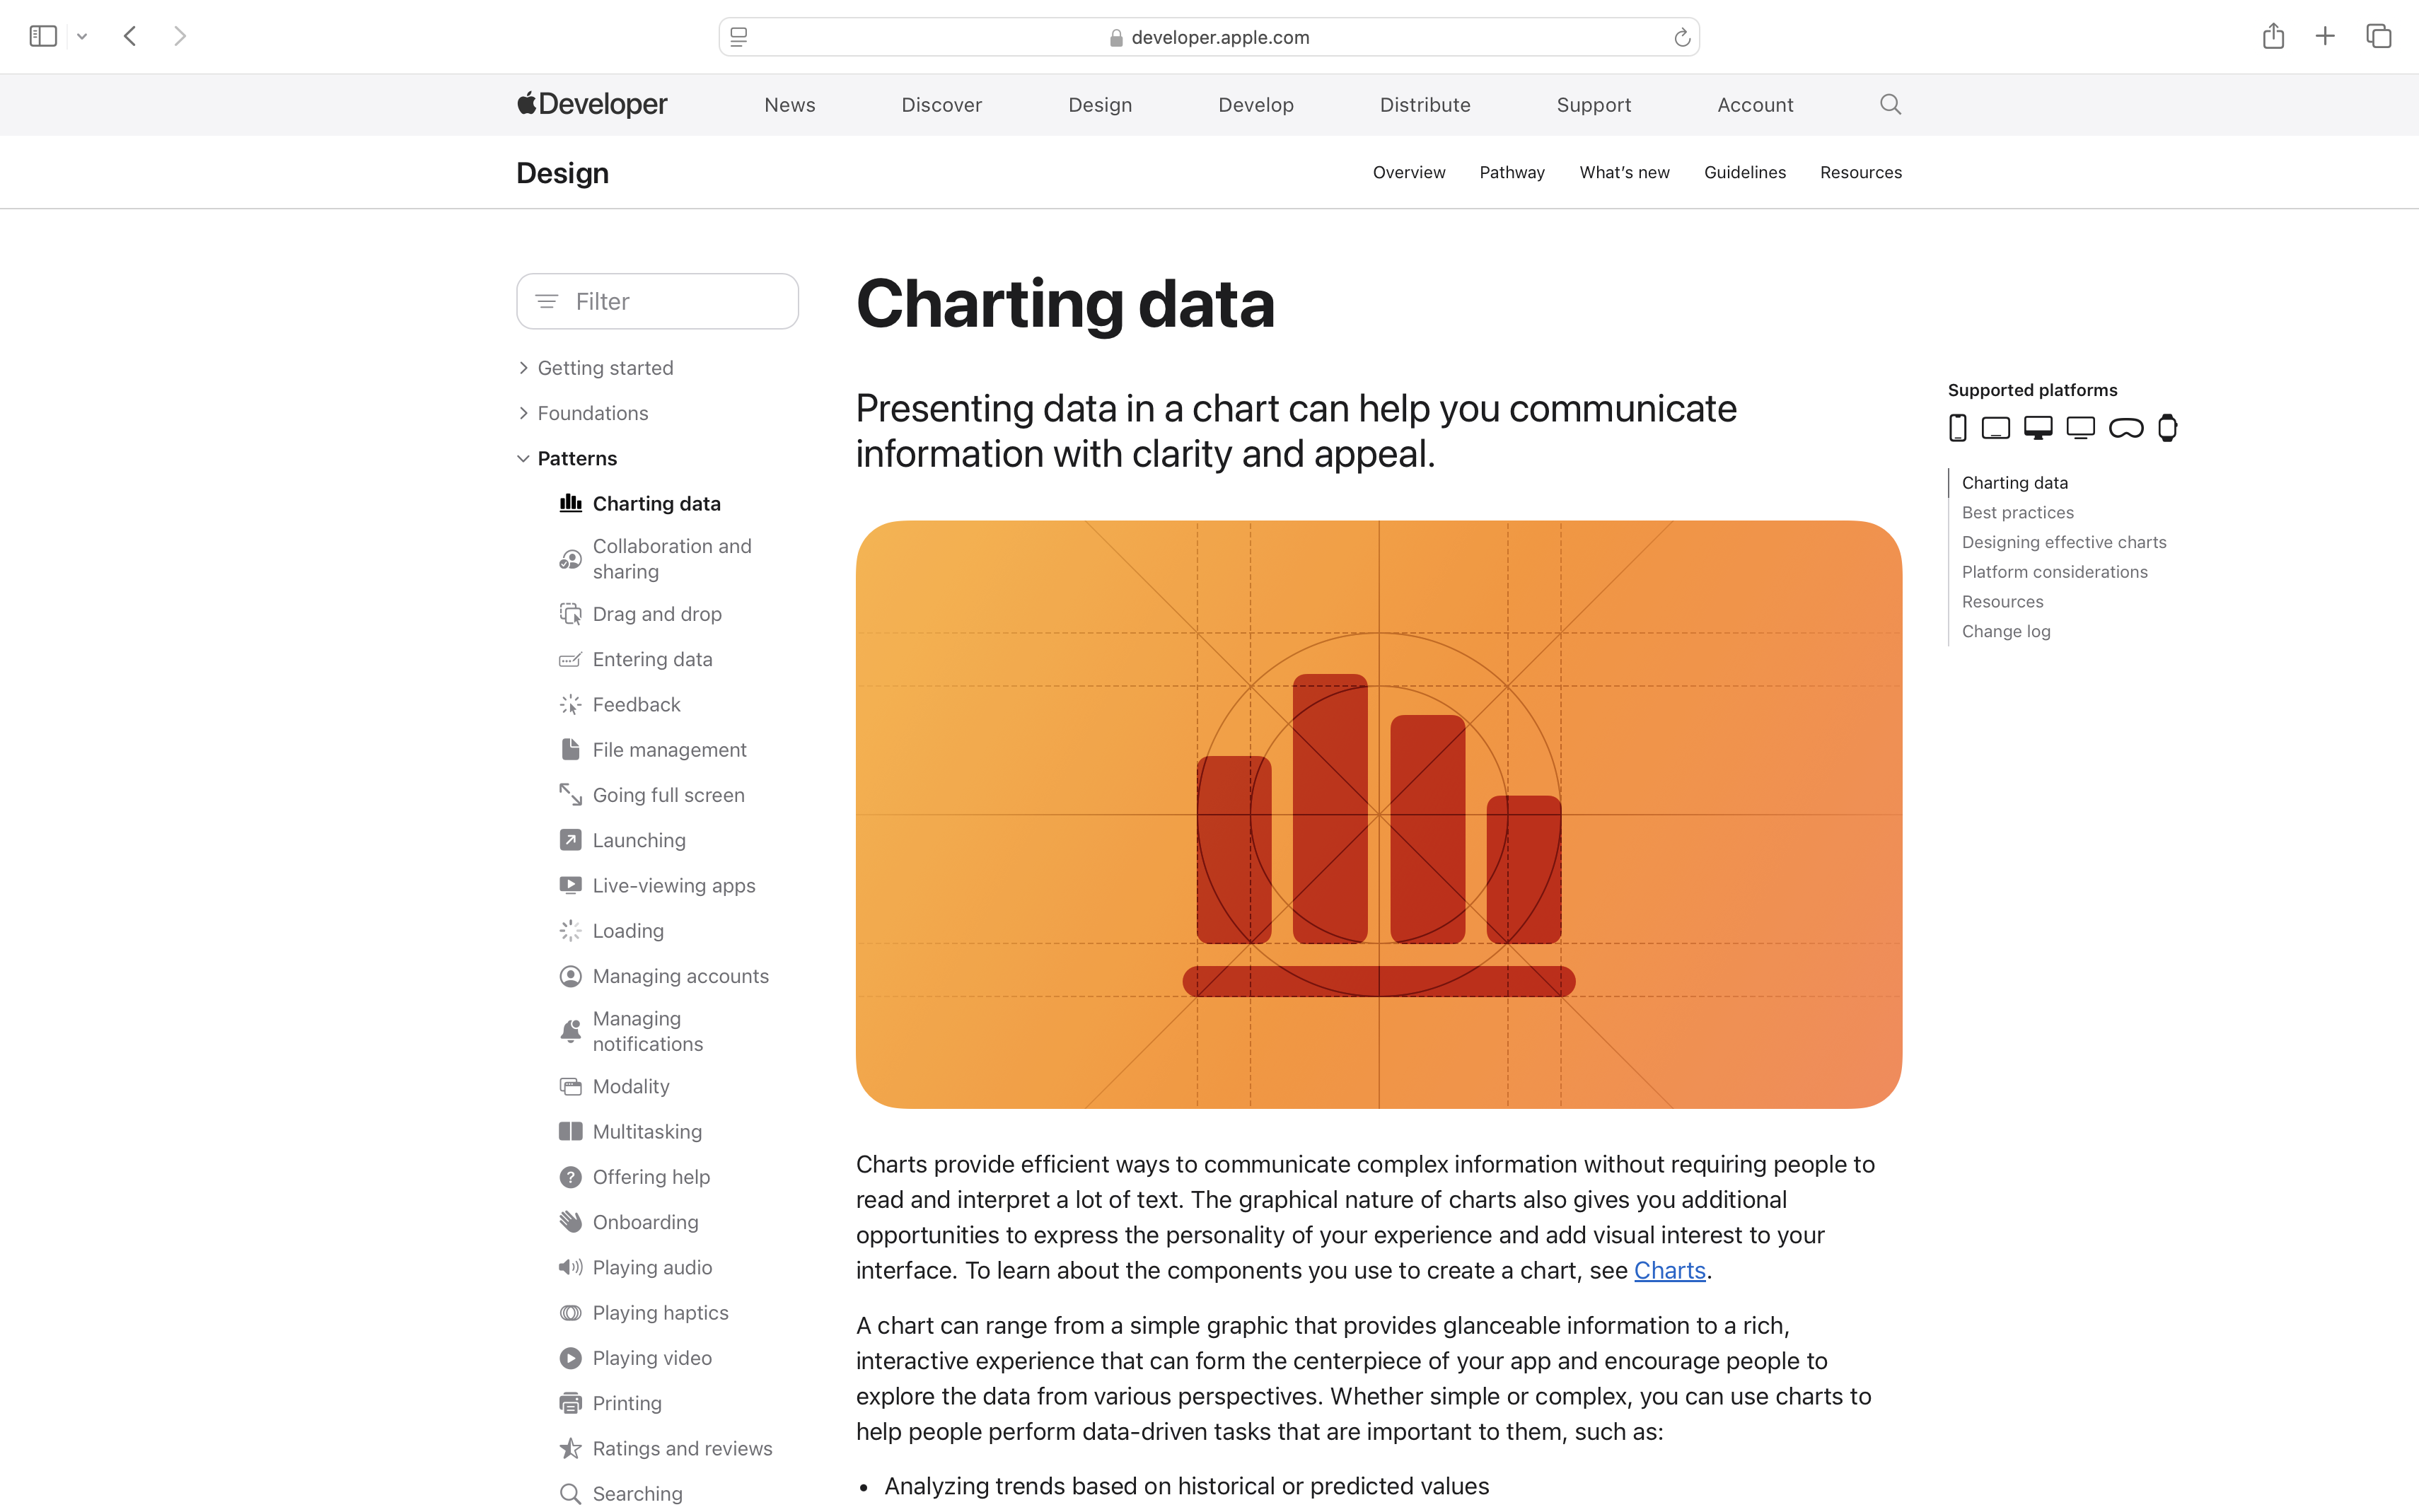 developer.apple.com
Developer
News
Discover
Design
Develop
Distribute
Support
Account
Design
Overview
Pathway
What's new
Guidelines
Resources
Filter
Getting started
Foundations
Patterns
Charting data
Collaboration and
sharing
Drag and drop
Entering data
Feedback
File management
Going full screen
Launching
Live-viewing apps
Loading
Managing accounts
Managing
notifications
Modality
Multitasking
Offering help
Onboarding
Playing audio
Playing haptics
Playing video
Printing
Ratings and reviews
Searching
Charting data
Presenting data in a chart can help you communicate
information with clarity and appeal.
Charts provide efficient ways to communicate complex information without requiring people to
read and interpret a lot of text. The graphical nature of charts also gives you additional
opportunities to express the personality of your experience and add visual interest to your
interface. To learn about the components you use to create a chart, see Charts.
A chart can range from a simple graphic that provides glanceable information to a rich,
interactive experience that can form the centerpiece of your app and encourage people to
explore the data from various perspectives. Whether simple or complex, you can use charts to
help people perform data-driven tasks that are important to them, such as:
• Analyzing trends based on historical or predicted values
Supported platforms
Charting data
Best practices
Designing effective charts
Platform considerations
Resources
Change log